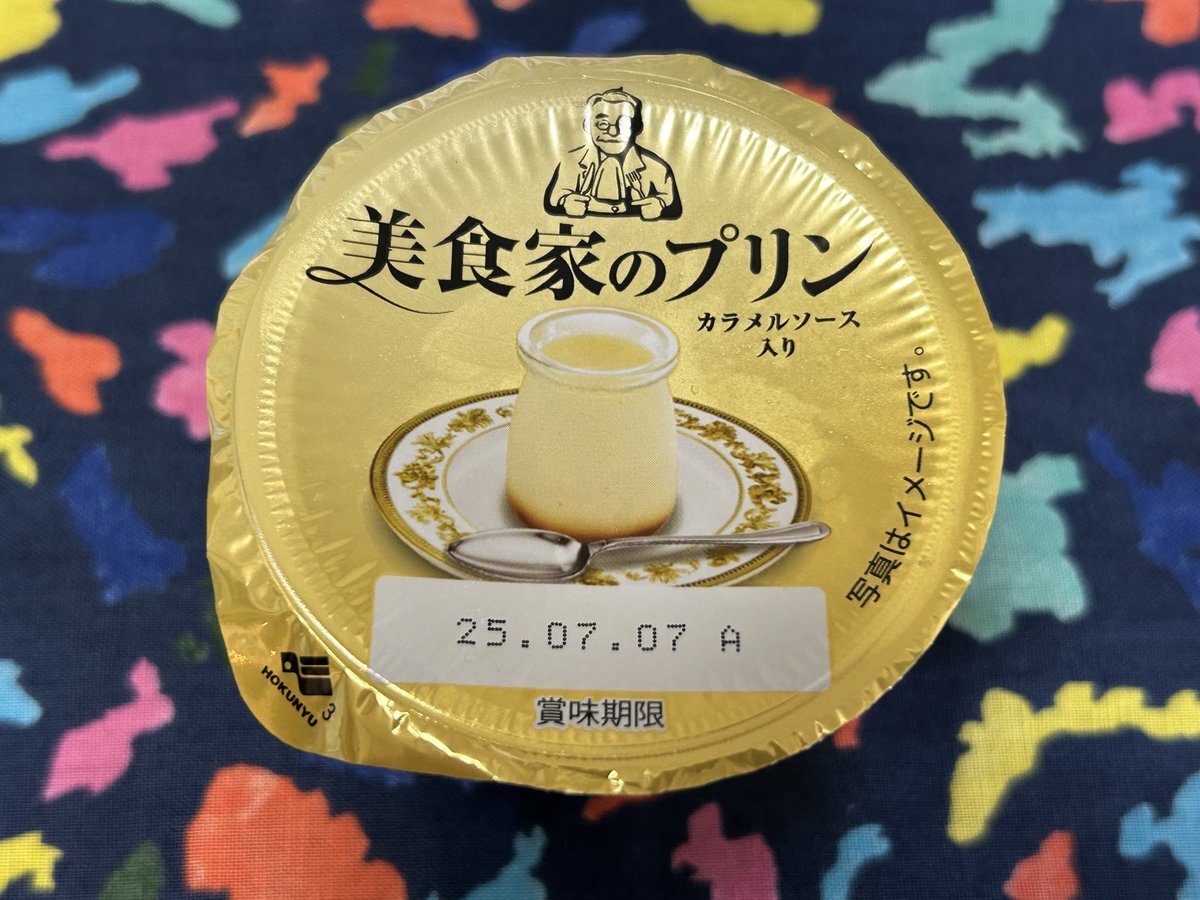 美食家のプリン
カラメルソース
入り
写真はイメージです。
25.07.07 A
賞味期限
HOKUNYU
3